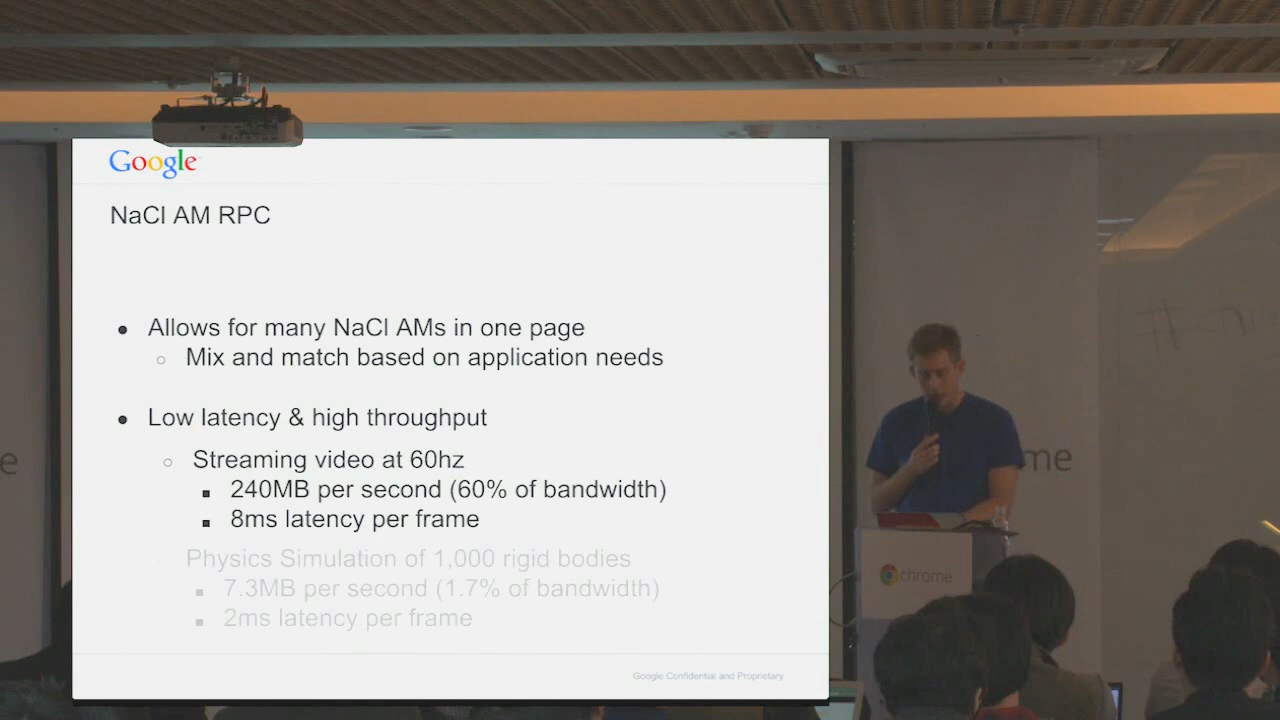 Google
NaCl AM RPC
Allows for many NaCl AMs in one page
Mix and match based on application needs
Low latency & high throughput
Streaming video at 60hz
240MB per second (60% of bandwidth)
8ms latency per frame
Physics Simulation of 1,000 rigid bodies
7.3MB per second (1.7% of bandwidth)
2ms latency per frame
Google Confidential and Proprietary
e
me
chrome